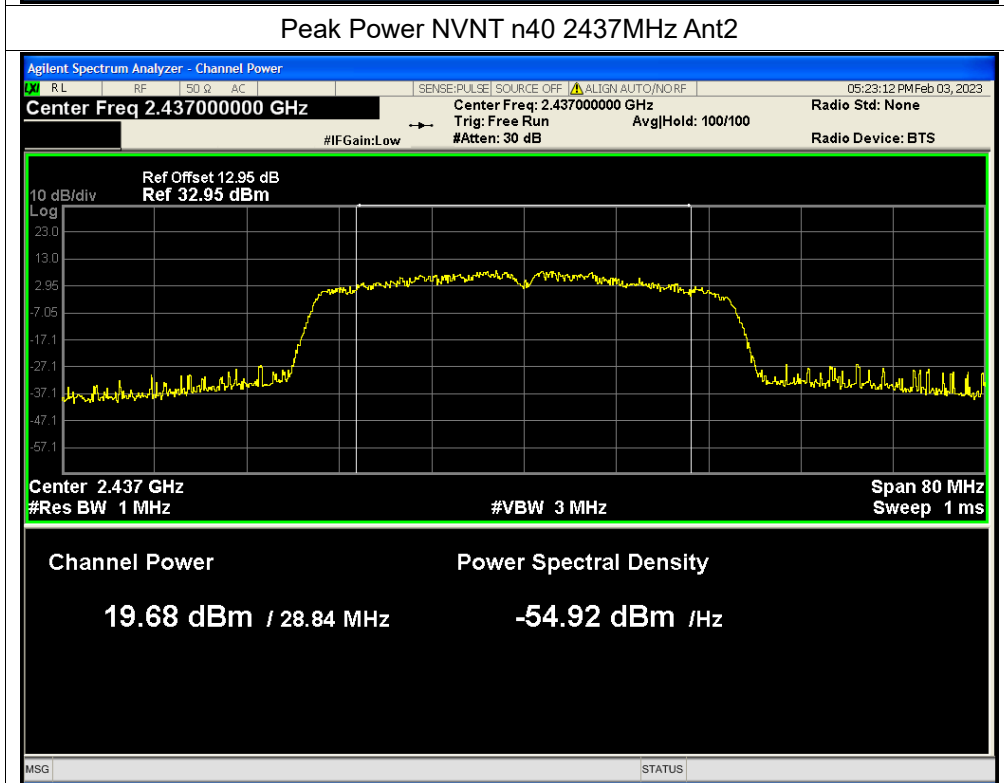 Peak Power NVNT n40 2437MHz Ant2
Agilent Spectrum Analyzer - Channel Power
LXI RL RF 50 Ω AC SENSE:PULSE SOURCE OFF ALIGN AUTO/NO RF 05:23:12 PM Feb 03, 2023
Center Freq 2.437000000 GHz Center Freq: 2.437000000 GHz Radio Std: None
Trig: Free Run Avg|Hold: 100/100
#IFGain:Low #Atten: 30 dB Radio Device: BTS
Ref Offset 12.95 dB
10 dB/div Ref 32.95 dBm
Log
23.0
13.0
2.95
-7.05
-17.1
-27.1
-37.1
-47.1
-57.1
Center 2.437 GHz Span 80 MHz
#Res BW 1 MHz #VBW 3 MHz Sweep 1 ms
Channel Power Power Spectral Density
19.68 dBm / 28.84 MHz -54.92 dBm /Hz
MSG STATUS